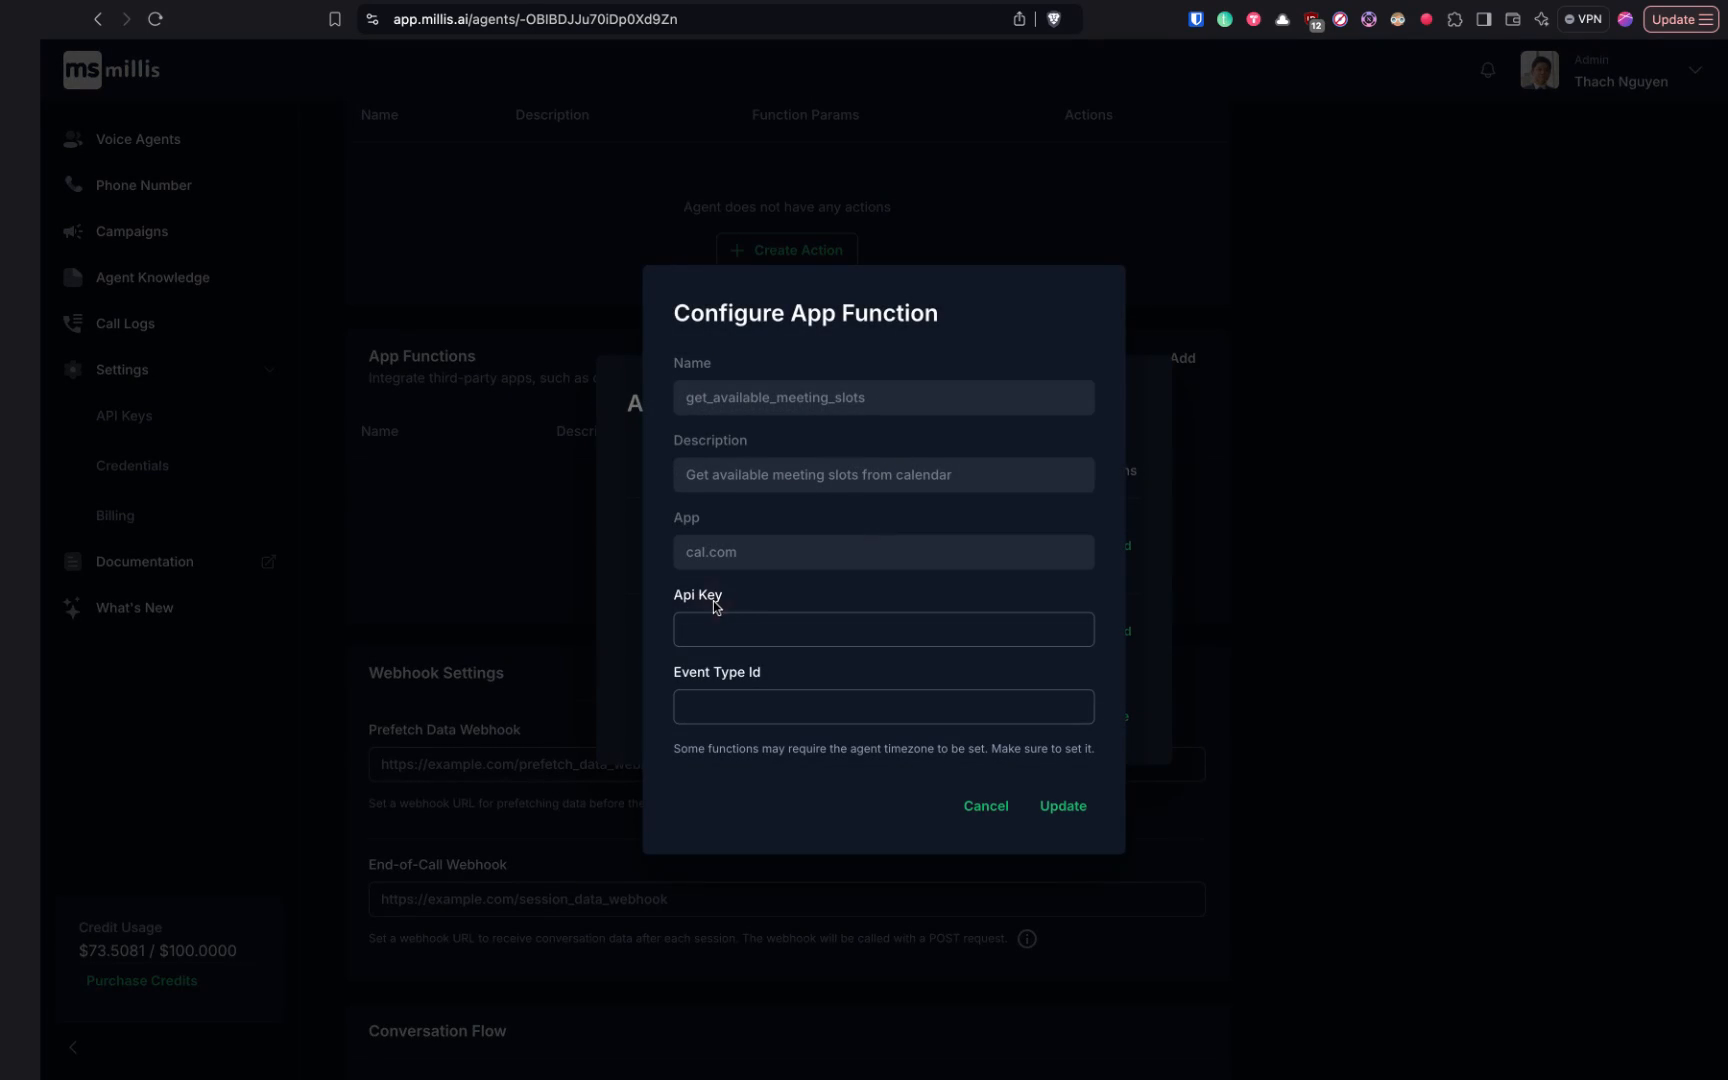 app.millis.ai/agents/-OBlBDJJu70iDp0Xd9Zn
12
VPN
Update
ms millis
Admin
Thach Nguyen
Voice Agents
Phone Number
Campaigns
Agent Knowledge
Call Logs
Settings
API Keys
Credentials
Billing
Documentation
What's New
Credit Usage
$73.5081 / $100.0000
Purchase Credits
Name Description Function Params Actions
Agent does not have any actions
+ Create Action
App Functions
Integrate third-party apps, such as
Add
Name
Configure App Function
Name
get_available_meeting_slots
Description
Get available meeting slots from calendar
App
cal.com
Api Key
Event Type Id
Some functions may require the agent timezone to be set. Make sure to set it.
Cancel Update
Webhook Settings
Prefetch Data Webhook
https://example.com/prefetch_data_web
Set a webhook URL for prefetching data before the
End-of-Call Webhook
https://example.com/session_data_webhook
Set a webhook URL to receive conversation data after each session. The webhook will be called with a POST request.
Conversation Flow